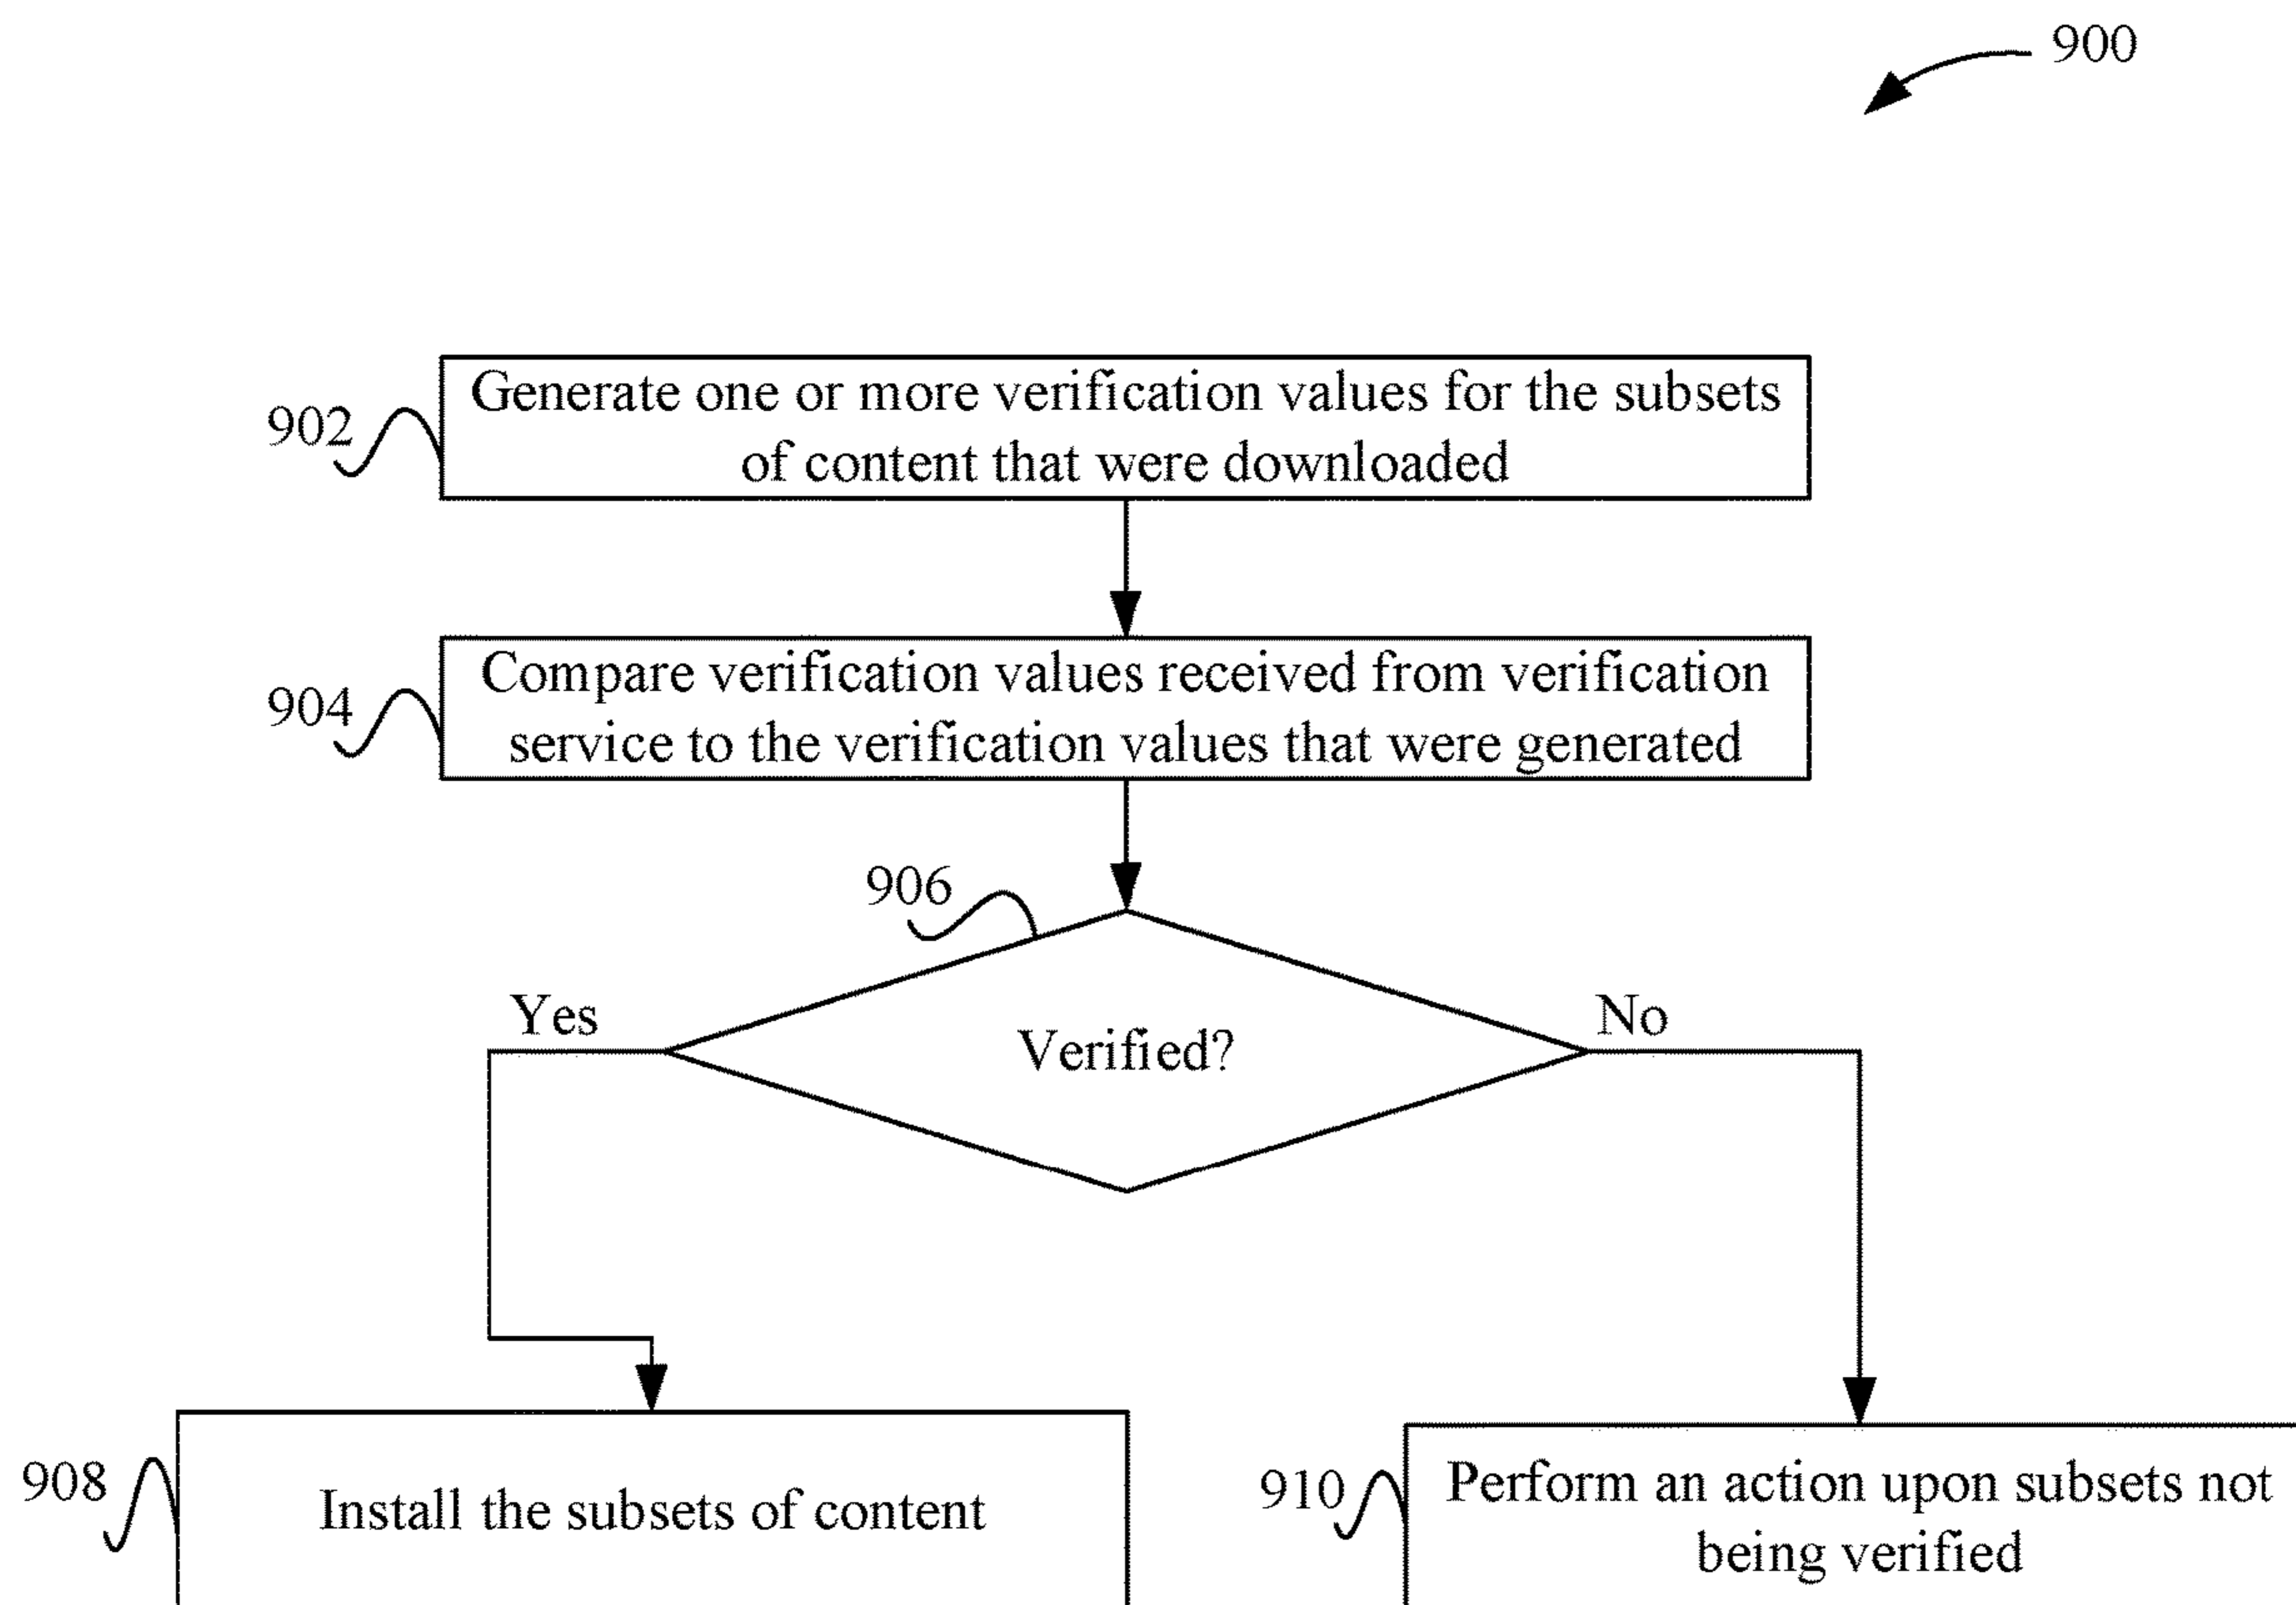 900
902
Generate one or more verification values for the subsets
of content that were downloaded
904
Compare verification values received from verification
service to the verification values that were generated
906
Yes
Verified?
No
908
Install the subsets of content
910
Perform an action upon subsets not
being verified